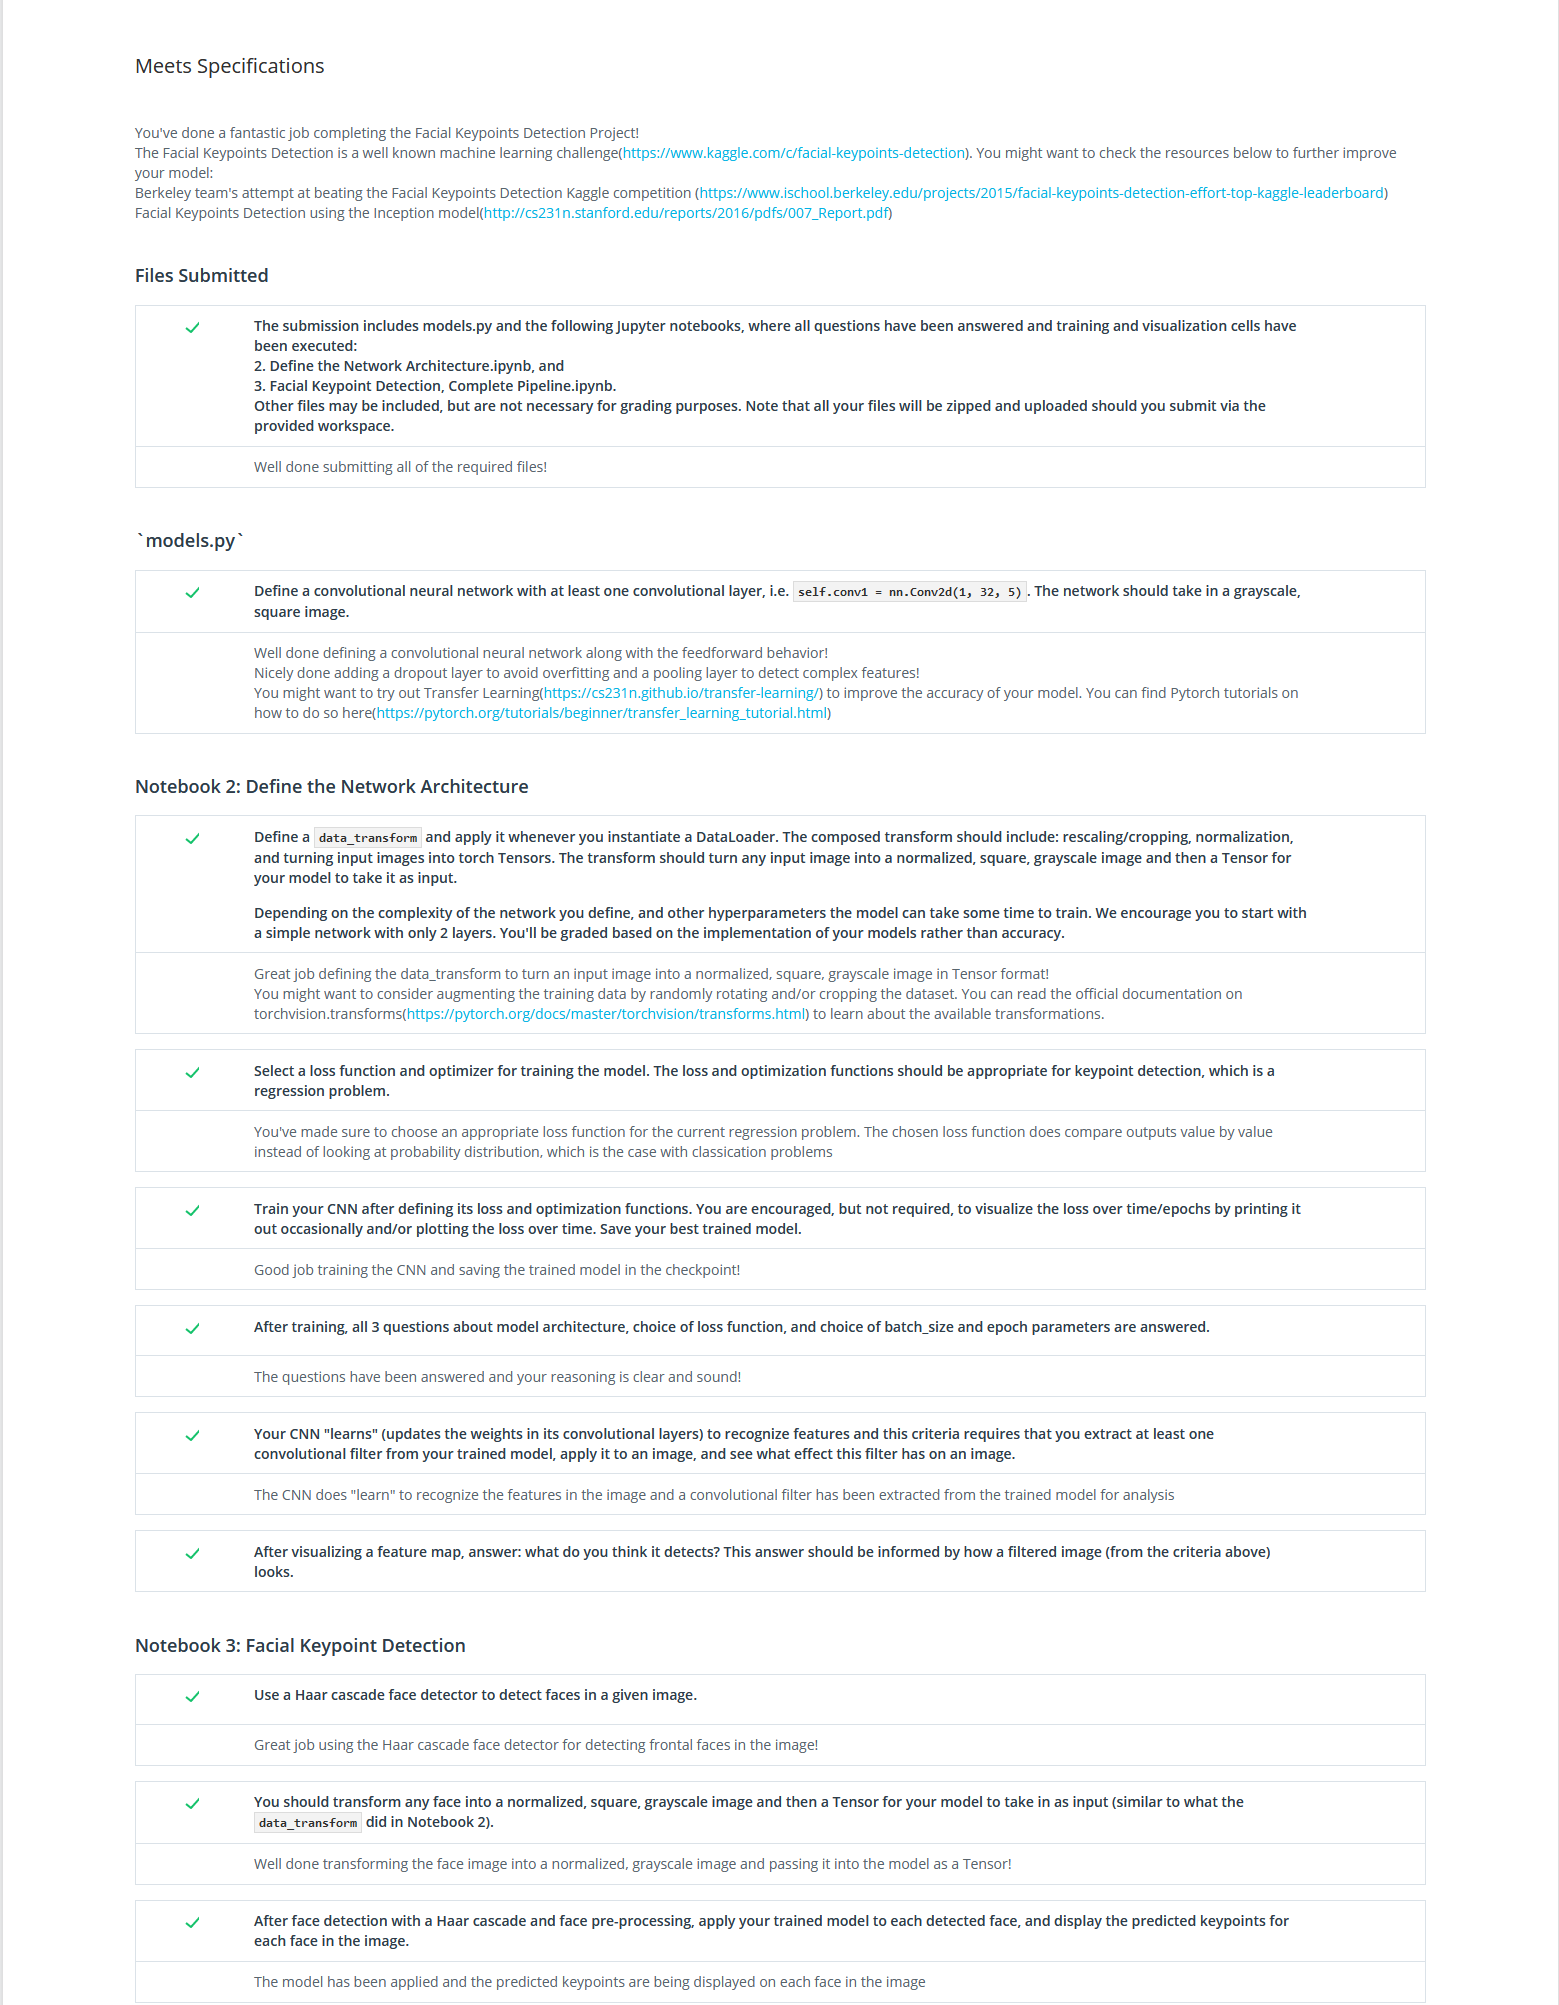 Meets Specifications
You've done a fantastic job completing the Facial Keypoints Detection Project!
The Facial Keypoints Detection is a well known machine learning challenge(https://www.kaggle.com/c/facial-keypoints-detection). You might want to check the resources below to further improve
your model:
Berkeley team's attempt at beating the Facial Keypoints Detection Kaggle competition (https://www.ischool.berkeley.edu/projects/2015/facial-keypoints-detection-effort-top-kaggle-leaderboard)
Facial Keypoints Detection using the Inception model(http://cs231n.stanford.edu/reports/2016/pdfs/007_Report.pdf)
Files Submitted
The submission includes models.py and the following Jupyter notebooks, where all questions have been answered and training and visualization cells have
been executed:
2. Define the Network Architecture.ipynb, and
3. Facial Keypoint Detection, Complete Pipeline.ipynb.
Other files may be included, but are not necessary for grading purposes. Note that all your files will be zipped and uploaded should you submit via the
provided workspace.
Well done submitting all of the required files!
`models.py`
Define a convolutional neural network with at least one convolutional layer, i.e. self.conv1 = nn.Conv2d(1, 32, 5). The network should take in a grayscale,
square image.
Well done defining a convolutional neural network along with the feedforward behavior!
Nicely done adding a dropout layer to avoid overfitting and a pooling layer to detect complex features!
You might want to try out Transfer Learning(https://cs231n.github.io/transfer-learning/) to improve the accuracy of your model. You can find Pytorch tutorials on
how to do so here(https://pytorch.org/tutorials/beginner/transfer_learning_tutorial.html)
Notebook 2: Define the Network Architecture
Define a data_transform and apply it whenever you instantiate a DataLoader. The composed transform should include: rescaling/cropping, normalization,
and turning input images into torch Tensors. The transform should turn any input image into a normalized, square, grayscale image and then a Tensor for
your model to take it as input.
Depending on the complexity of the network you define, and other hyperparameters the model can take some time to train. We encourage you to start with
a simple network with only 2 layers. You'll be graded based on the implementation of your models rather than accuracy.
Great job defining the data_transform to turn an input image into a normalized, square, grayscale image in Tensor format!
You might want to consider augmenting the training data by randomly rotating and/or cropping the dataset. You can read the official documentation on
torchvision.transforms(https://pytorch.org/docs/master/torchvision/transforms.html) to learn about the available transformations.
Select a loss function and optimizer for training the model. The loss and optimization functions should be appropriate for keypoint detection, which is a
regression problem.
You've made sure to choose an appropriate loss function for the current regression problem. The chosen loss function does compare outputs value by value
instead of looking at probability distribution, which is the case with classication problems
Train your CNN after defining its loss and optimization functions. You are encouraged, but not required, to visualize the loss over time/epochs by printing it
out occasionally and/or plotting the loss over time. Save your best trained model.
Good job training the CNN and saving the trained model in the checkpoint!
After training, all 3 questions about model architecture, choice of loss function, and choice of batch_size and epoch parameters are answered.
The questions have been answered and your reasoning is clear and sound!
Your CNN "learns" (updates the weights in its convolutional layers) to recognize features and this criteria requires that you extract at least one
convolutional filter from your trained model, apply it to an image, and see what effect this filter has on an image.
The CNN does "learn" to recognize the features in the image and a convolutional filter has been extracted from the trained model for analysis
After visualizing a feature map, answer: what do you think it detects? This answer should be informed by how a filtered image (from the criteria above)
looks.
Notebook 3: Facial Keypoint Detection
Use a Haar cascade face detector to detect faces in a given image.
Great job using the Haar cascade face detector for detecting frontal faces in the image!
You should transform any face into a normalized, square, grayscale image and then a Tensor for your model to take in as input (similar to what the
data_transform did in Notebook 2).
Well done transforming the face image into a normalized, grayscale image and passing it into the model as a Tensor!
After face detection with a Haar cascade and face pre-processing, apply your trained model to each detected face, and display the predicted keypoints for
each face in the image.
The model has been applied and the predicted keypoints are being displayed on each face in the image